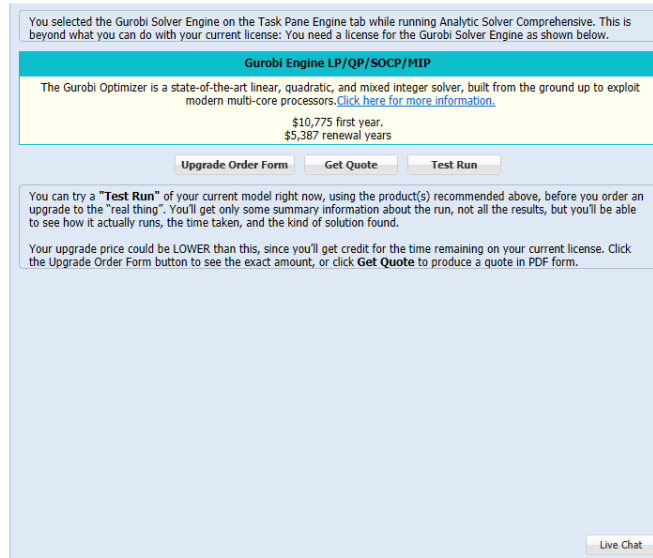 You selected the Gurobi Solver Engine on the Task Pane Engine tab while running Analytic Solver Comprehensive. This is
beyond what you can do with your current license: You need a license for the Gurobi Solver Engine as shown below.
Gurobi Engine LP/QP/SOCP/MIP
The Gurobi Optimizer is a state-of-the-art linear, quadratic, and mixed integer solver, built from the ground up to exploit
modern multi-core processors.Click here for more information.
$10,775 first year.
$5,387 renewal years
Upgrade Order Form Get Quote Test Run
You can try a "Test Run" of your current model right now, using the product(s) recommended above, before you order an
upgrade to the "real thing". You'll get only some summary information about the run, not all the results, but you'll be able
to see how it actually runs, the time taken, and the kind of solution found.
Your upgrade price could be LOWER than this, since you'll get credit for the time remaining on your current license. Click
the Upgrade Order Form button to see the exact amount, or click Get Quote to produce a quote in PDF form.
Live Chat